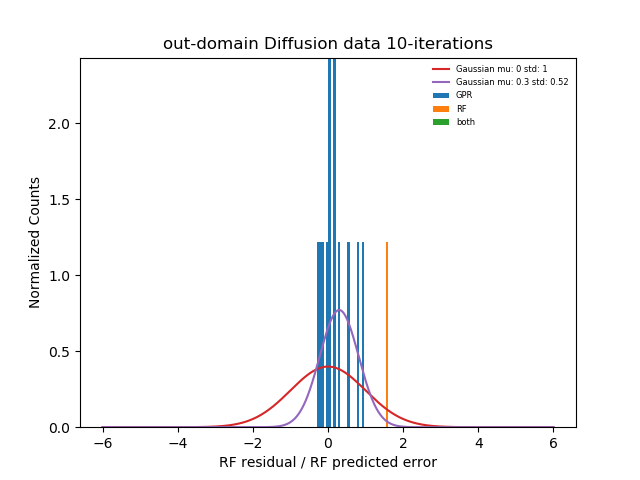 out-domain Diffusion data 10-iterations
Gaussian mu: 0 std: 1
Gaussian mu: 0.3 std: 0.52
GPR
RF
both
Normalized Counts
2.0
1.5
1.0
0.5
0.0
−6 −4 −2 0 2 4 6
RF residual / RF predicted error